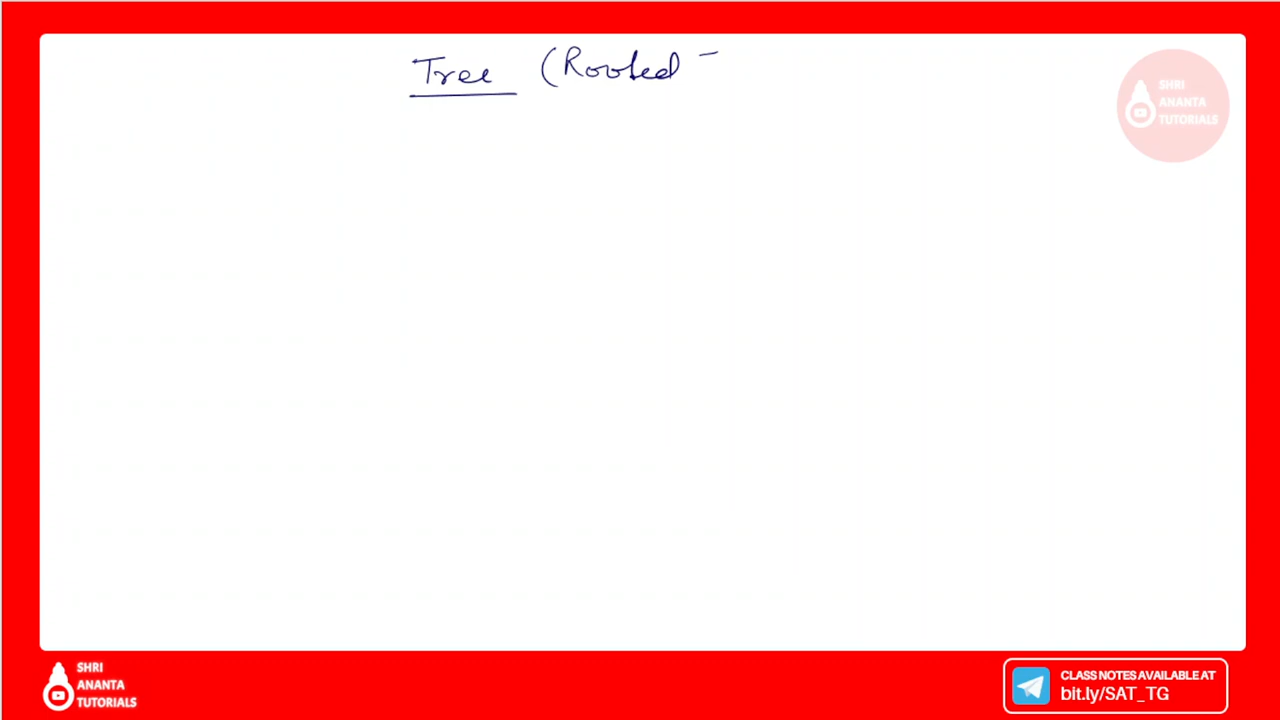 Tree (Rooted
SHRI
ANANTA
TUTORIALS
SHRI
ANANTA
TUTORIALS
CLASS NOTES AVAILABLE AT
bit.ly/SAT_TG